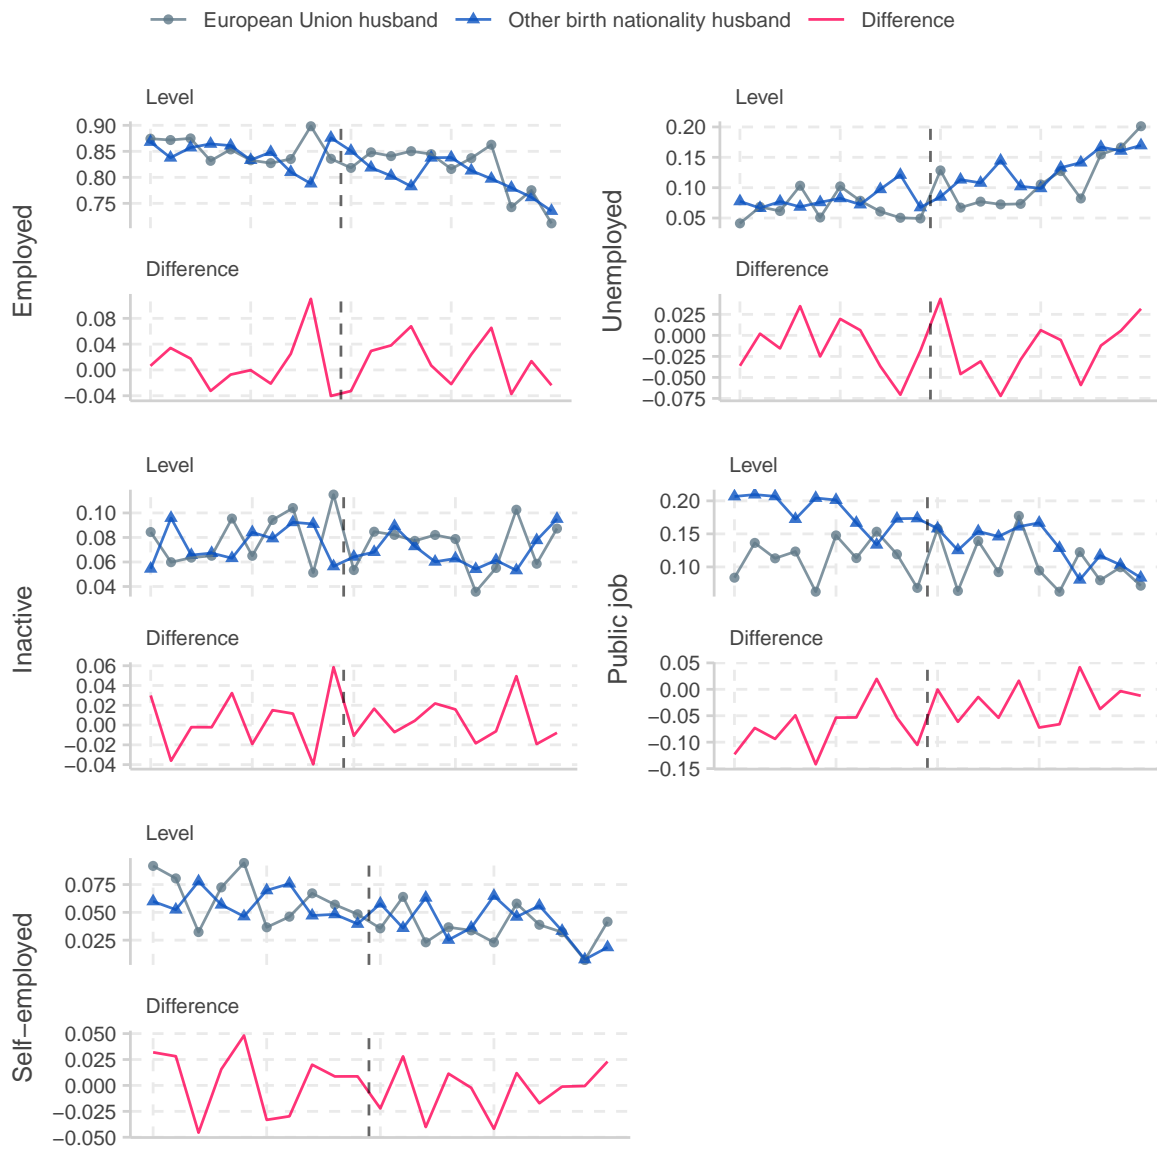 European Union husband Other birth nationality husband Difference
Employed
Level
0.90
0.85
0.80
0.75
Difference
0.08
0.04
0.00
−0.04
Unemployed
Level
0.20
0.15
0.10
0.05
Difference
0.025
0.000
−0.025
−0.050
−0.075
Inactive
Level
0.10
0.08
0.06
0.04
Difference
0.06
0.04
0.02
0.00
−0.02
−0.04
Public job
Level
0.20
0.15
0.10
Difference
0.05
0.00
−0.05
−0.10
−0.15
Self−employed
Level
0.075
0.050
0.025
Difference
0.050
0.025
0.000
−0.025
−0.050